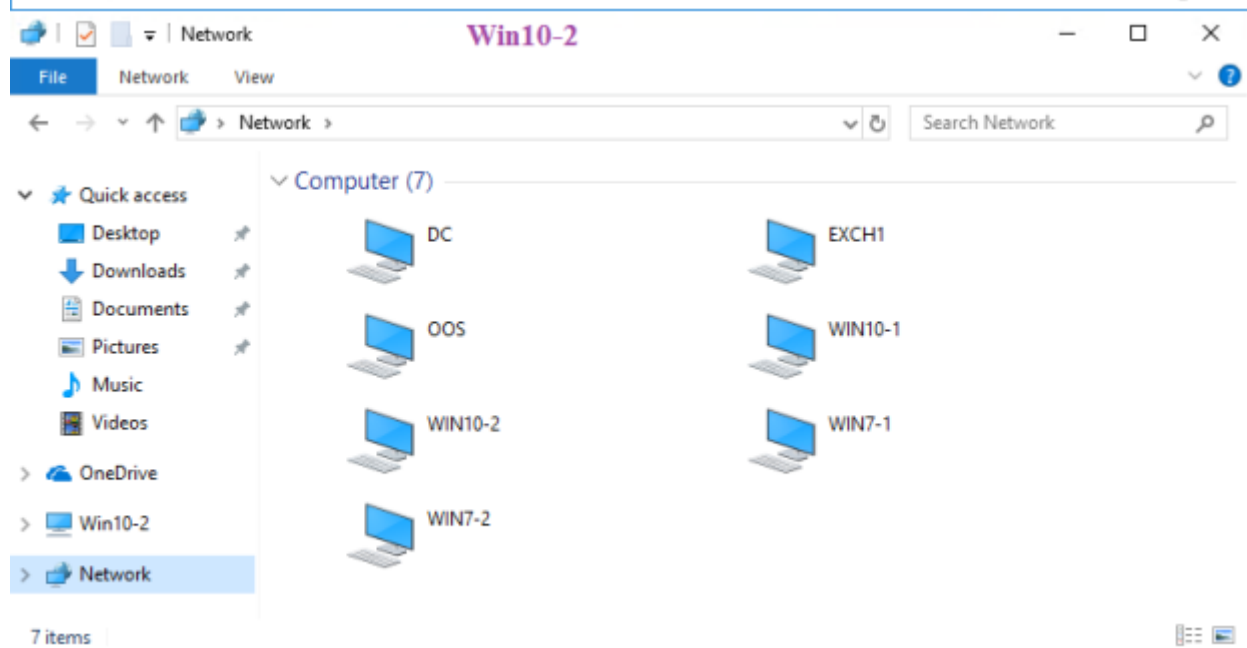 Network Win10-2
File Network View
Network Search Network
Quick access
Desktop
Downloads
Documents
Pictures
Music
Videos
OneDrive
Win10-2
Network
Computer (7)
DC EXCH1
OOS WIN10-1
WIN10-2 WIN7-1
WIN7-2
7 items